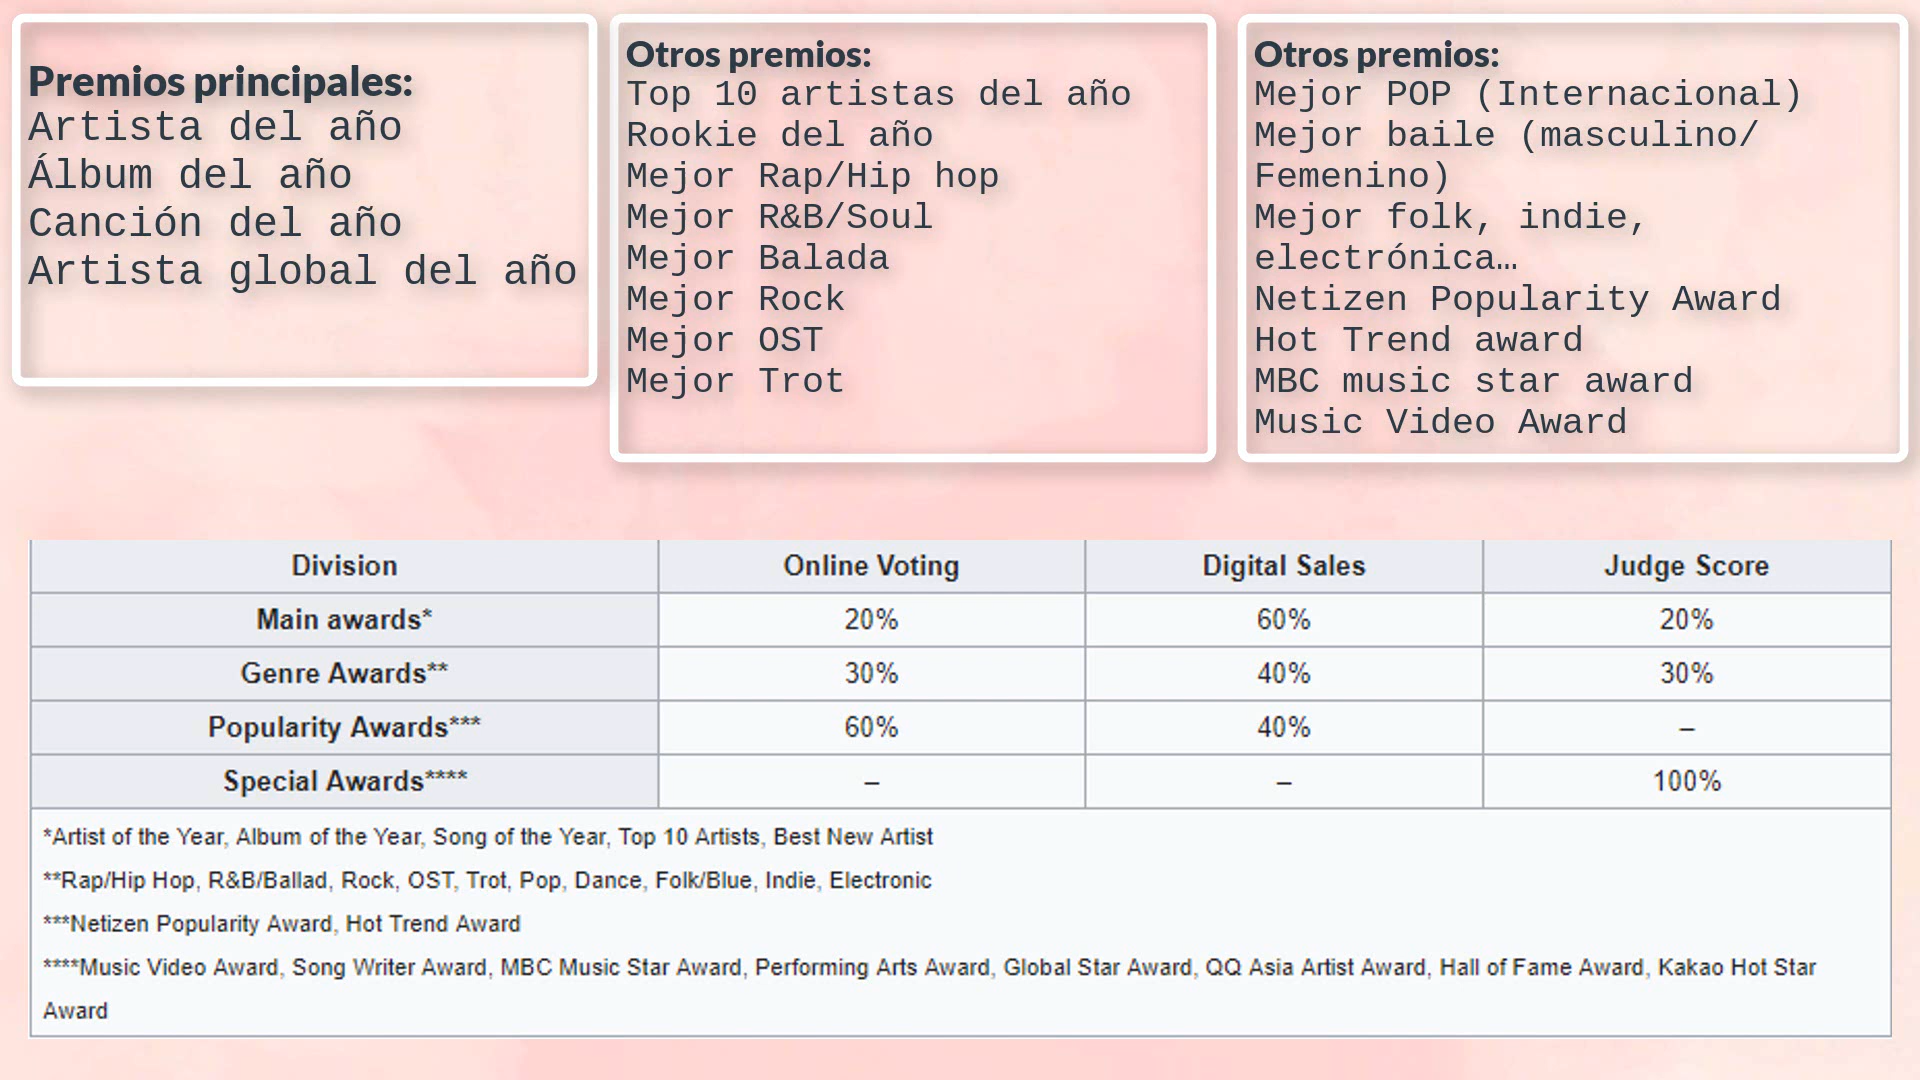 Premios principales:
Artista del año
Álbum del año
Canción del año
Artista global del año
Otros premios:
Top 10 artistas del año
Rookie del año
Mejor Rap/Hip hop
Mejor R&B/Soul
Mejor Balada
Mejor Rock
Mejor OST
Mejor Trot
Otros premios:
Mejor POP (Internacional)
Mejor baile (masculino/
Femenino)
Mejor folk, indie,
electrónica…
Netizen Popularity Award
Hot Trend award
MBC music star award
Music Video Award
Division Online Voting Digital Sales Judge Score
Main awards* 20% 60% 20%
Genre Awards** 30% 40% 30%
Popularity Awards*** 60% 40% –
Special Awards**** – – 100%
*Artist of the Year, Album of the Year, Song of the Year, Top 10 Artists, Best New Artist
**Rap/Hip Hop, R&B/Ballad, Rock, OST, Trot, Pop, Dance, Folk/Blue, Indie, Electronic
***Netizen Popularity Award, Hot Trend Award
****Music Video Award, Song Writer Award, MBC Music Star Award, Performing Arts Award, Global Star Award, QQ Asia Artist Award, Hall of Fame Award, Kakao Hot Star
Award